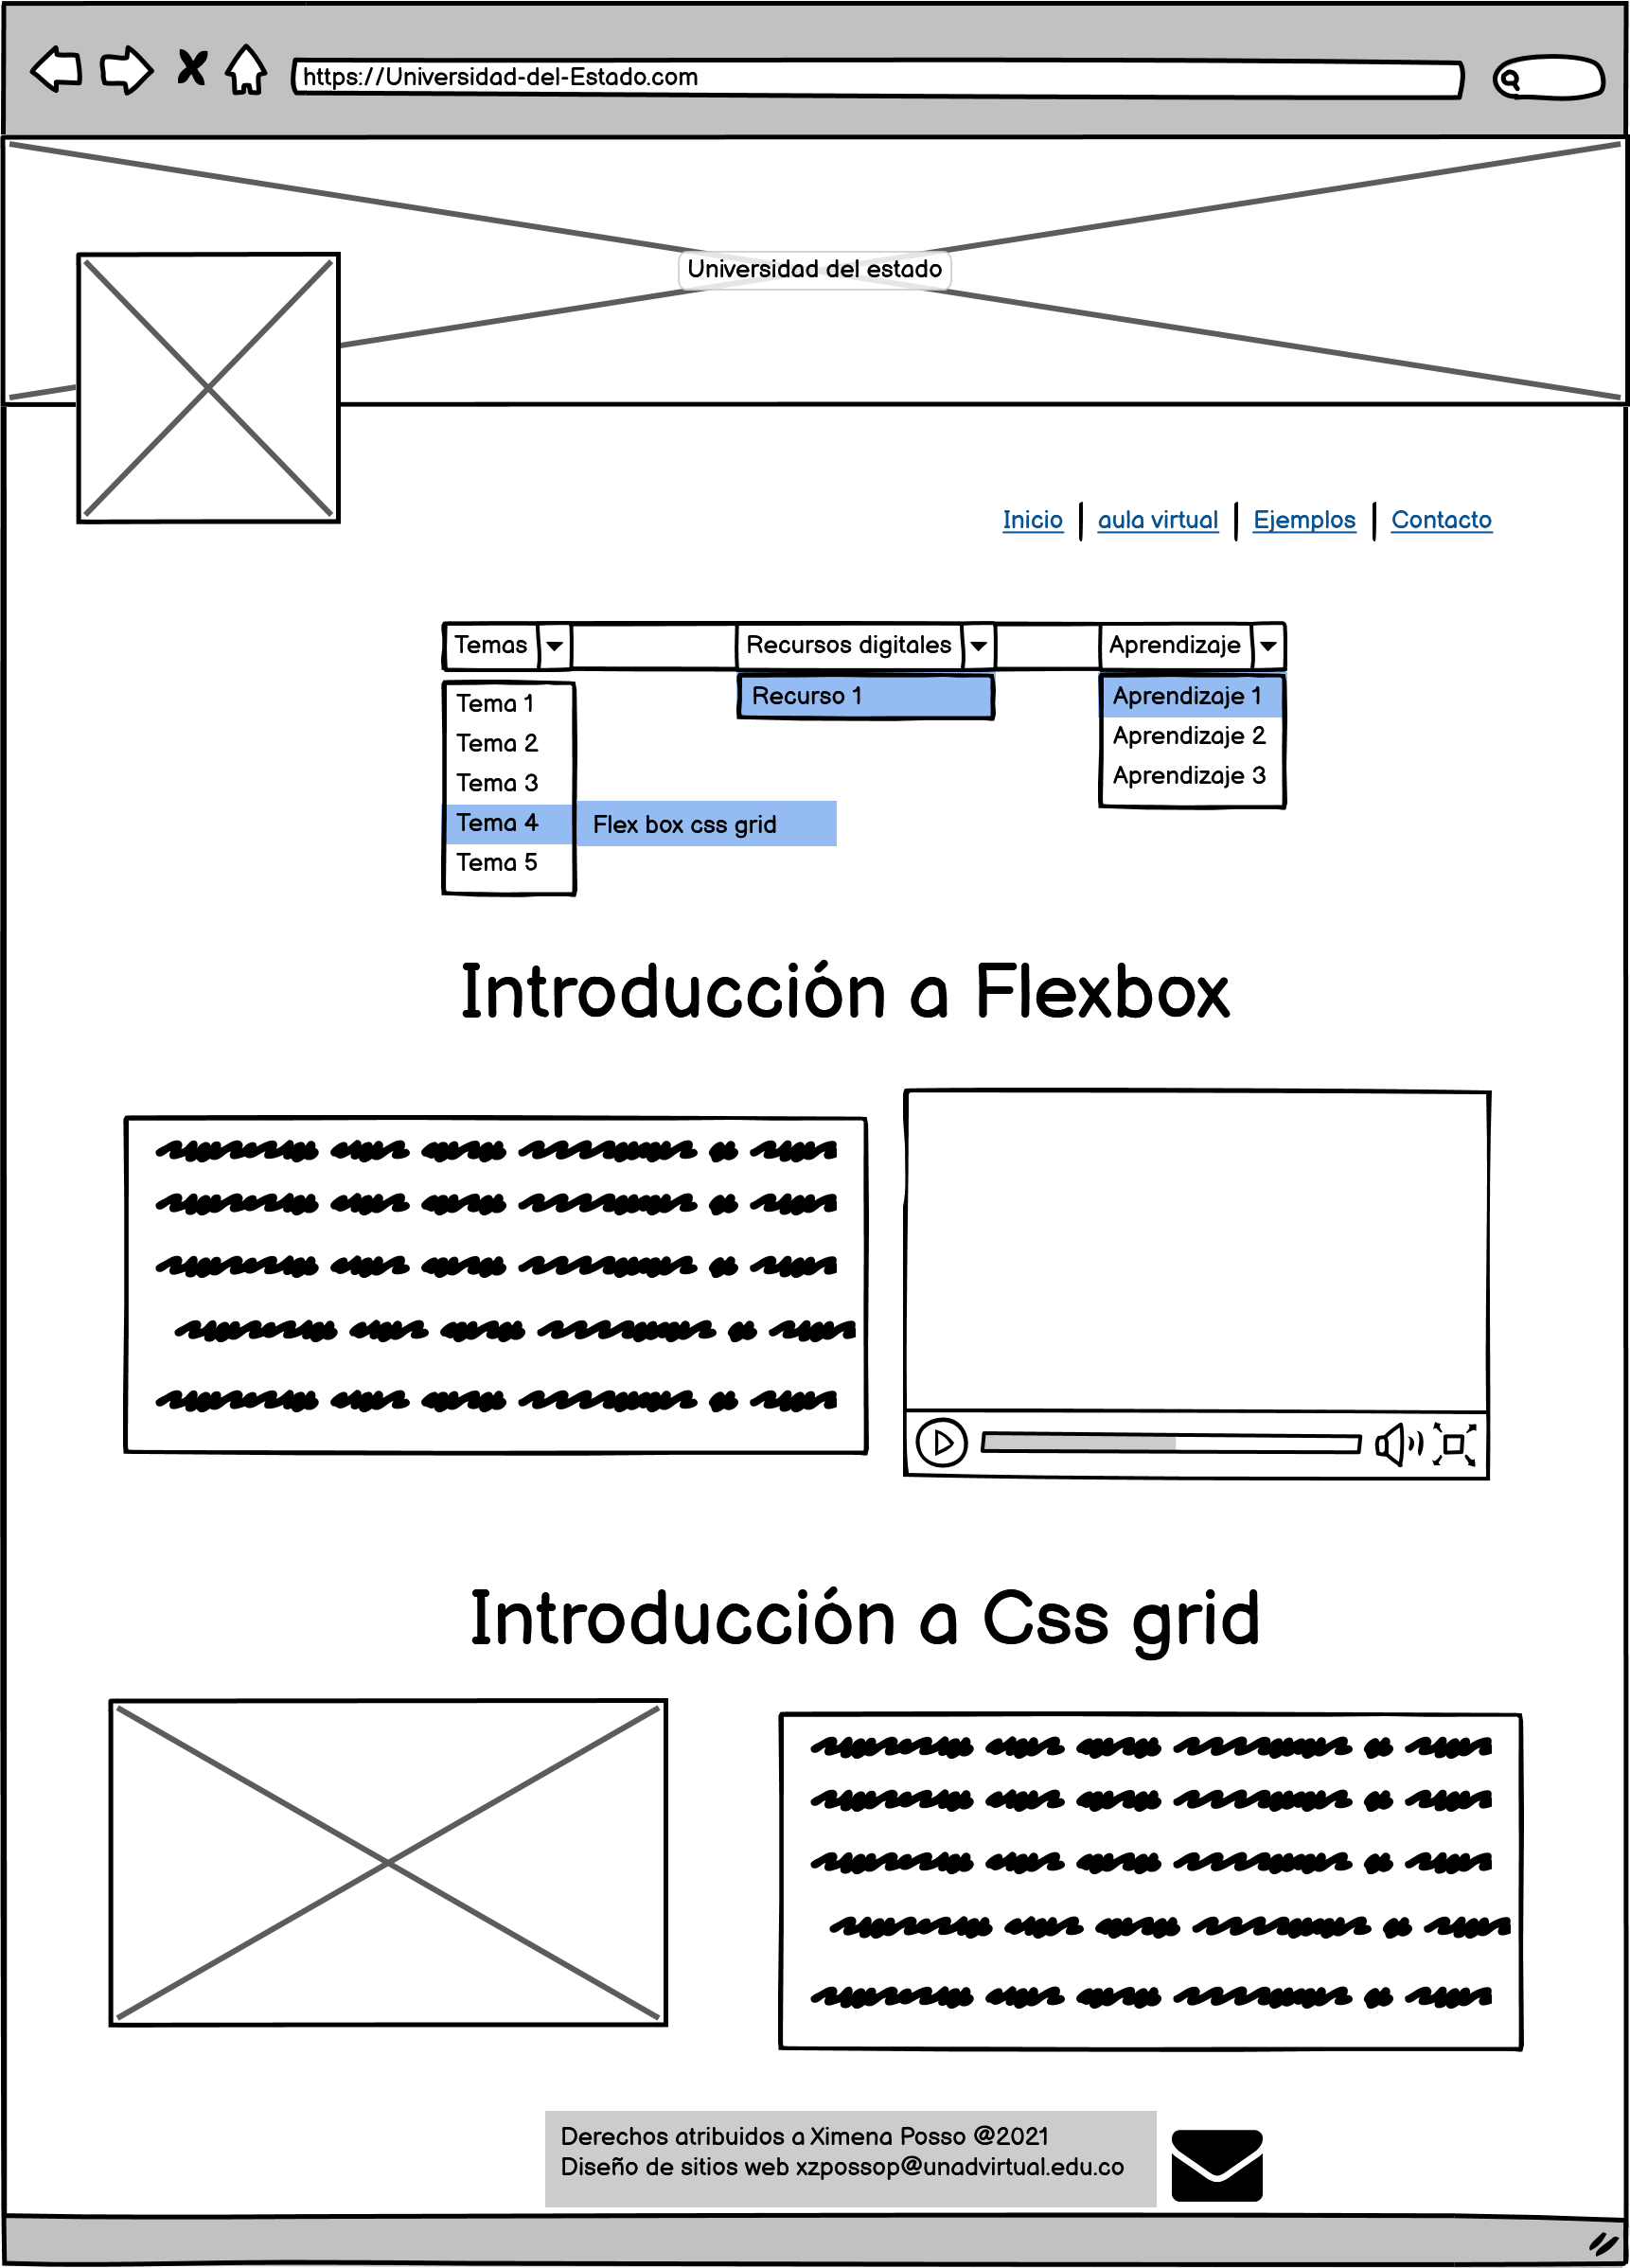 https://Universidad-del-Estado.com
Universidad del estado
Inicio | aula virtual | Ejemplos | Contacto
Temas
Recursos digitales
Aprendizaje
Tema 1
Tema 2
Tema 3
Tema 4
Tema 5
Flex box css grid
Recurso 1
Aprendizaje 1
Aprendizaje 2
Aprendizaje 3
Introducción a Flexbox
Introducción a Css grid
Derechos atribuidos a Ximena Posso @2021
Diseño de sitios web xzpossop@unadvirtual.edu.co